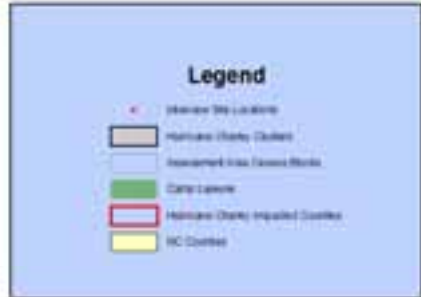 Legend
Interview Site Locations
Hurricane Charley Clusters
Assessment Area Census Blocks
Camp Lejeune
Hurricane Charley Impacted Counties
NC Counties